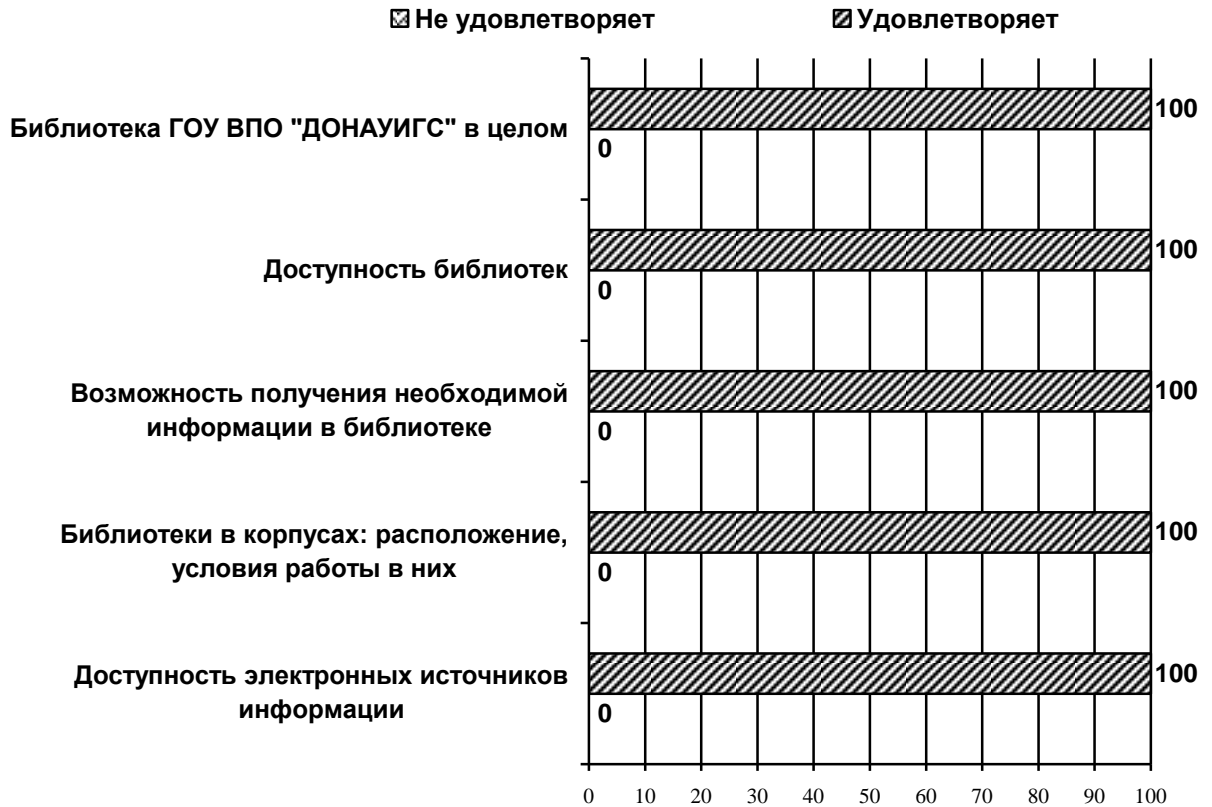 Не удовлетворяет Удовлетворяет
Библиотека ГОУ ВПО "ДОНАУИГС" в целом
100
0
Доступность библиотек
100
0
Возможность получения необходимой
информации в библиотеке
100
0
Библиотеки в корпусах: расположение,
условия работы в них
100
0
Доступность электронных источников
информации
100
0
0 10 20 30 40 50 60 70 80 90 100